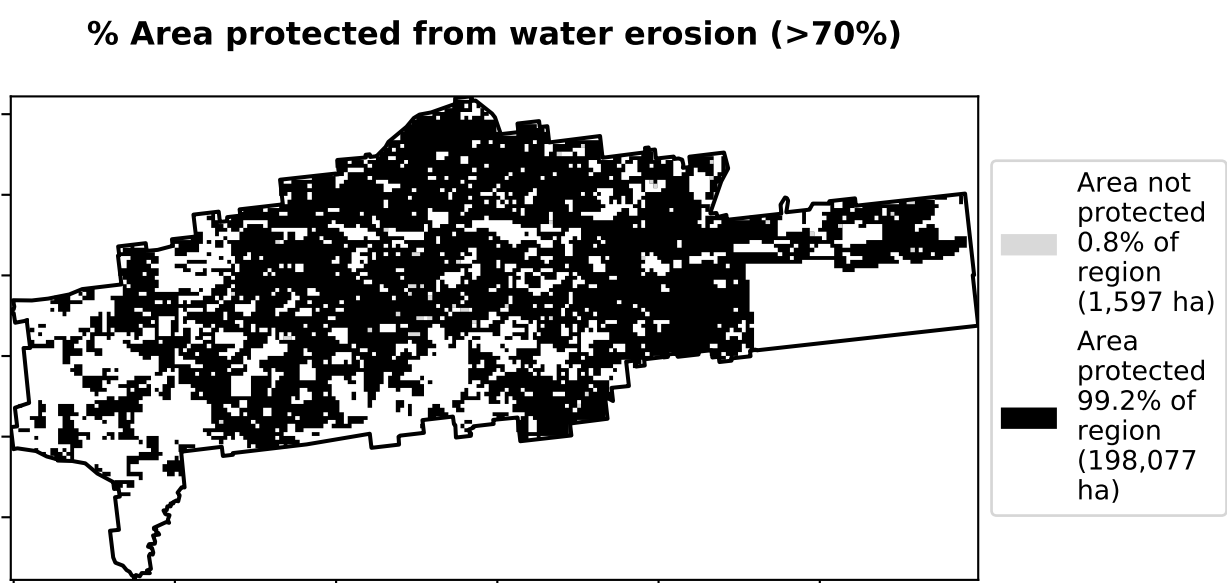 % Area protected from water erosion (>70%)
Area not
protected
0.8% of
region
(1,597 ha)
Area
protected
99.2% of
region
(198,077
ha)